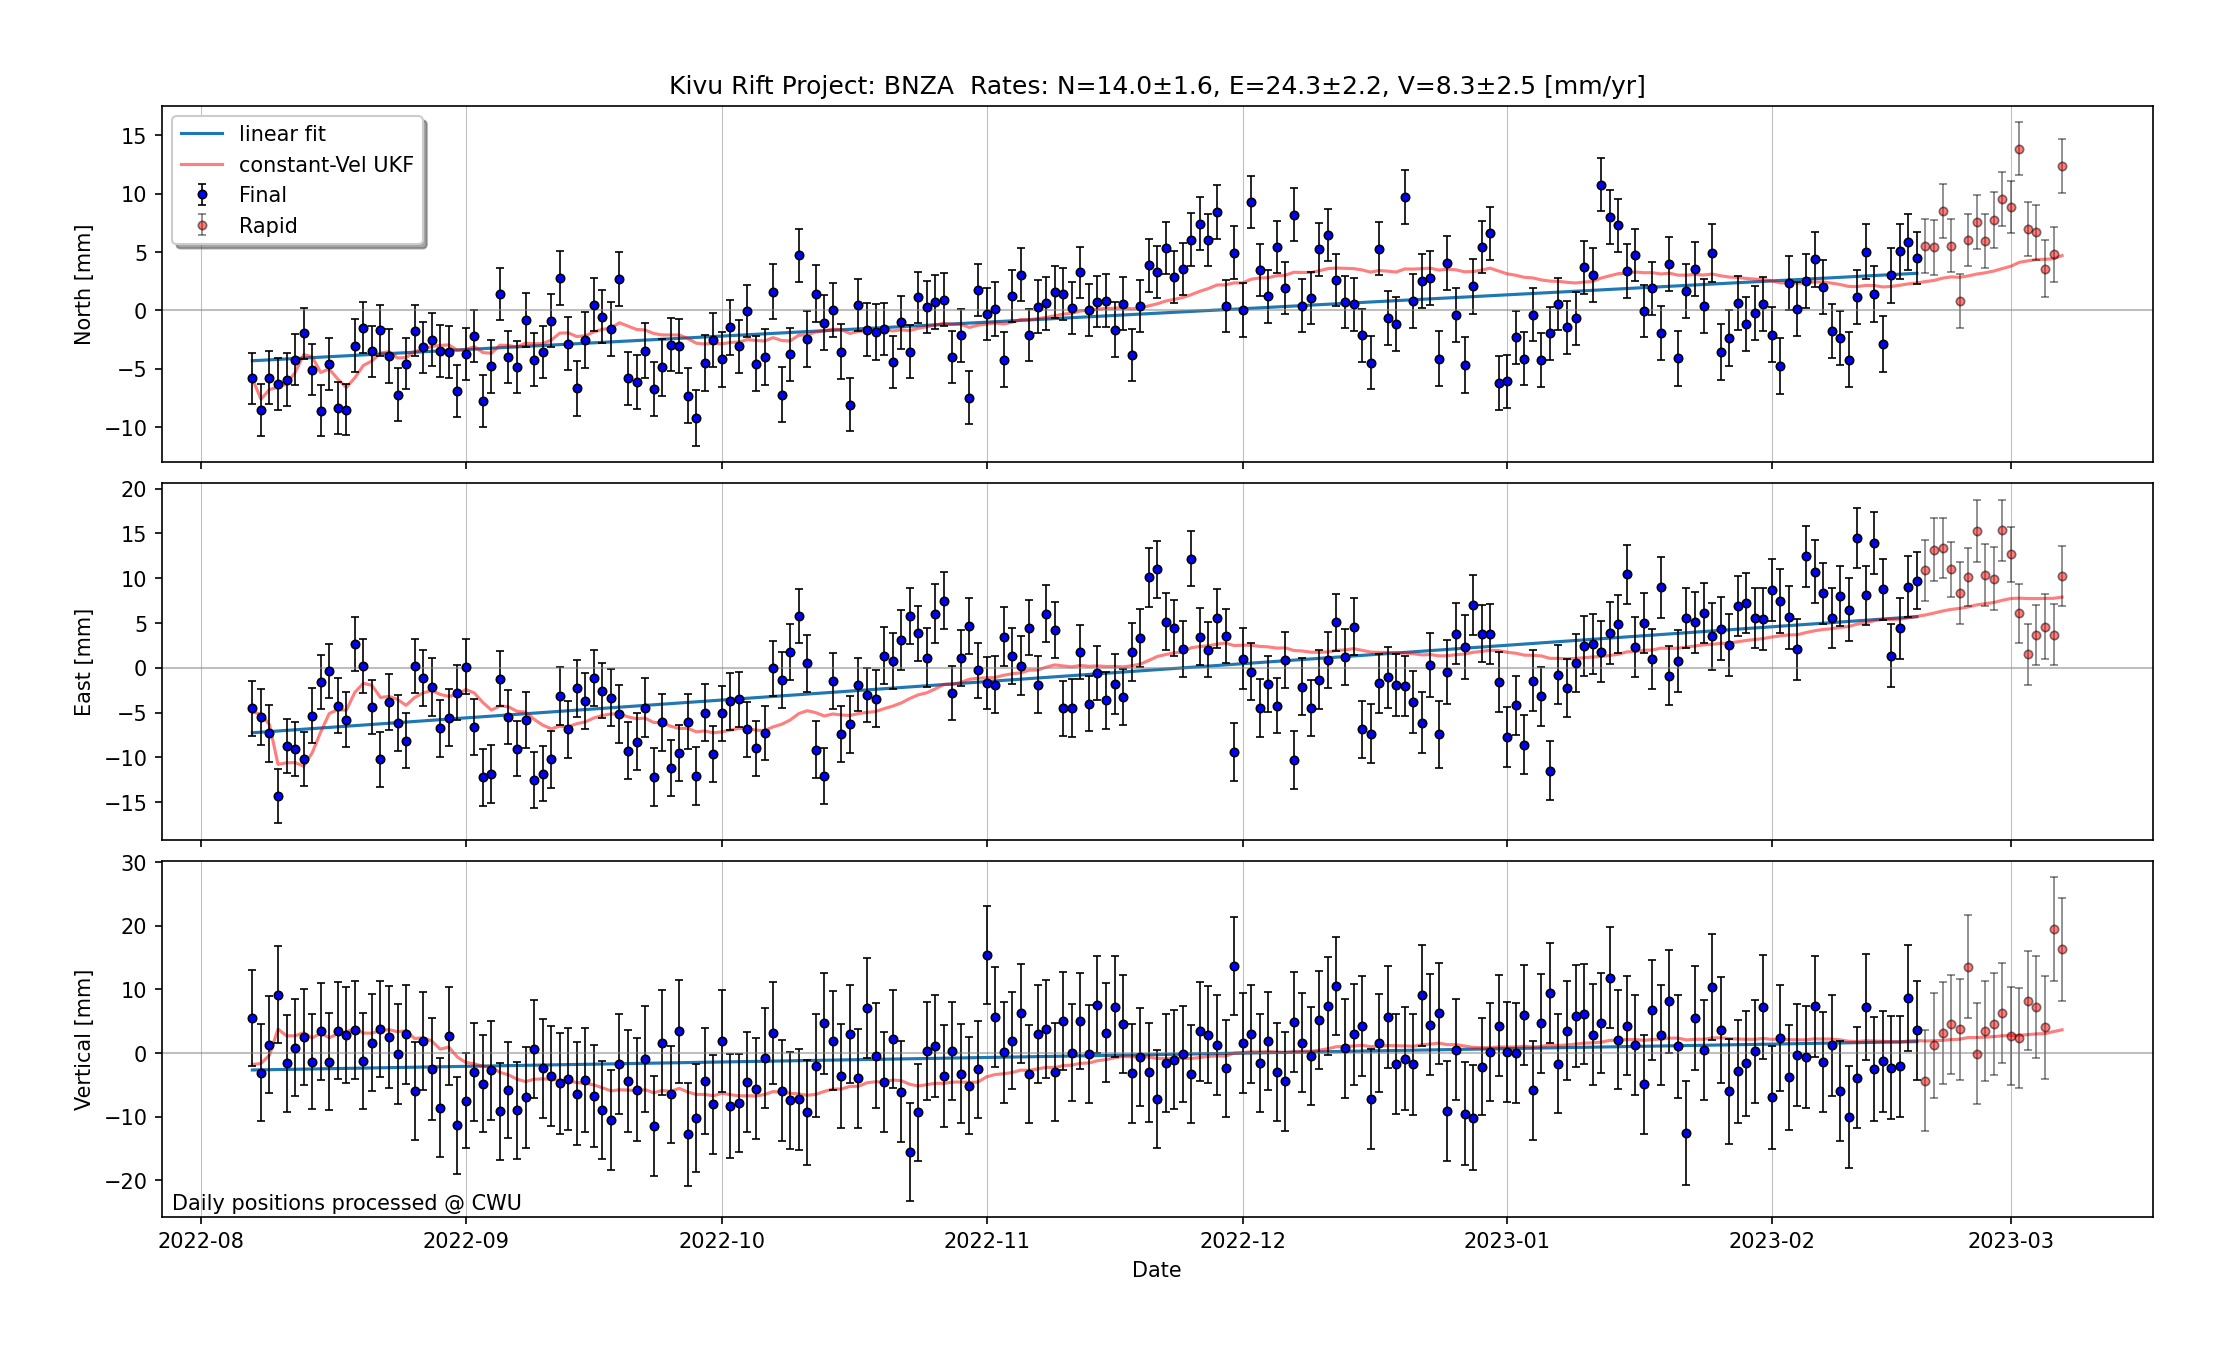 Kivu Rift Project: BNZA  Rates: N=14.0±1.6, E=24.3±2.2, V=8.3±2.5 [mm/yr]
linear fit
constant-Vel UKF
Final
Rapid
North [mm]
15
10
5
0
−5
−10
East [mm]
20
15
10
5
0
−5
−10
−15
Vertical [mm]
30
20
10
0
−10
−20
Daily positions processed @ CWU
2022-08 2022-09 2022-10 2022-11 2022-12 2023-01 2023-02 2023-03
Date